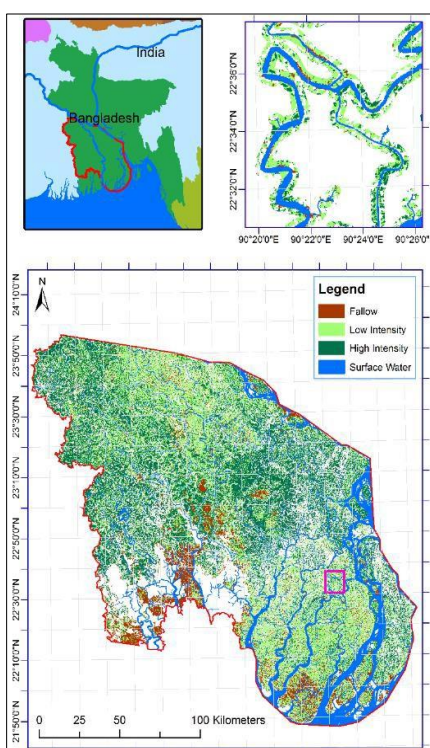 India
Bangladesh
22°36'0"N
22°34'0"N
22°32'0"N
90°20'0"E
90°22'0"E
90°24'0"E
90°26'0"E
N
Legend
Fallow
Low Intensity
High Intensity
Surface Water
24°10'0"N
23°50'0"N
23°30'0"N
23°10'0"N
22°50'0"N
22°30'0"N
22°10'0"N
21°50'0"N
0 25 50 100 Kilometers